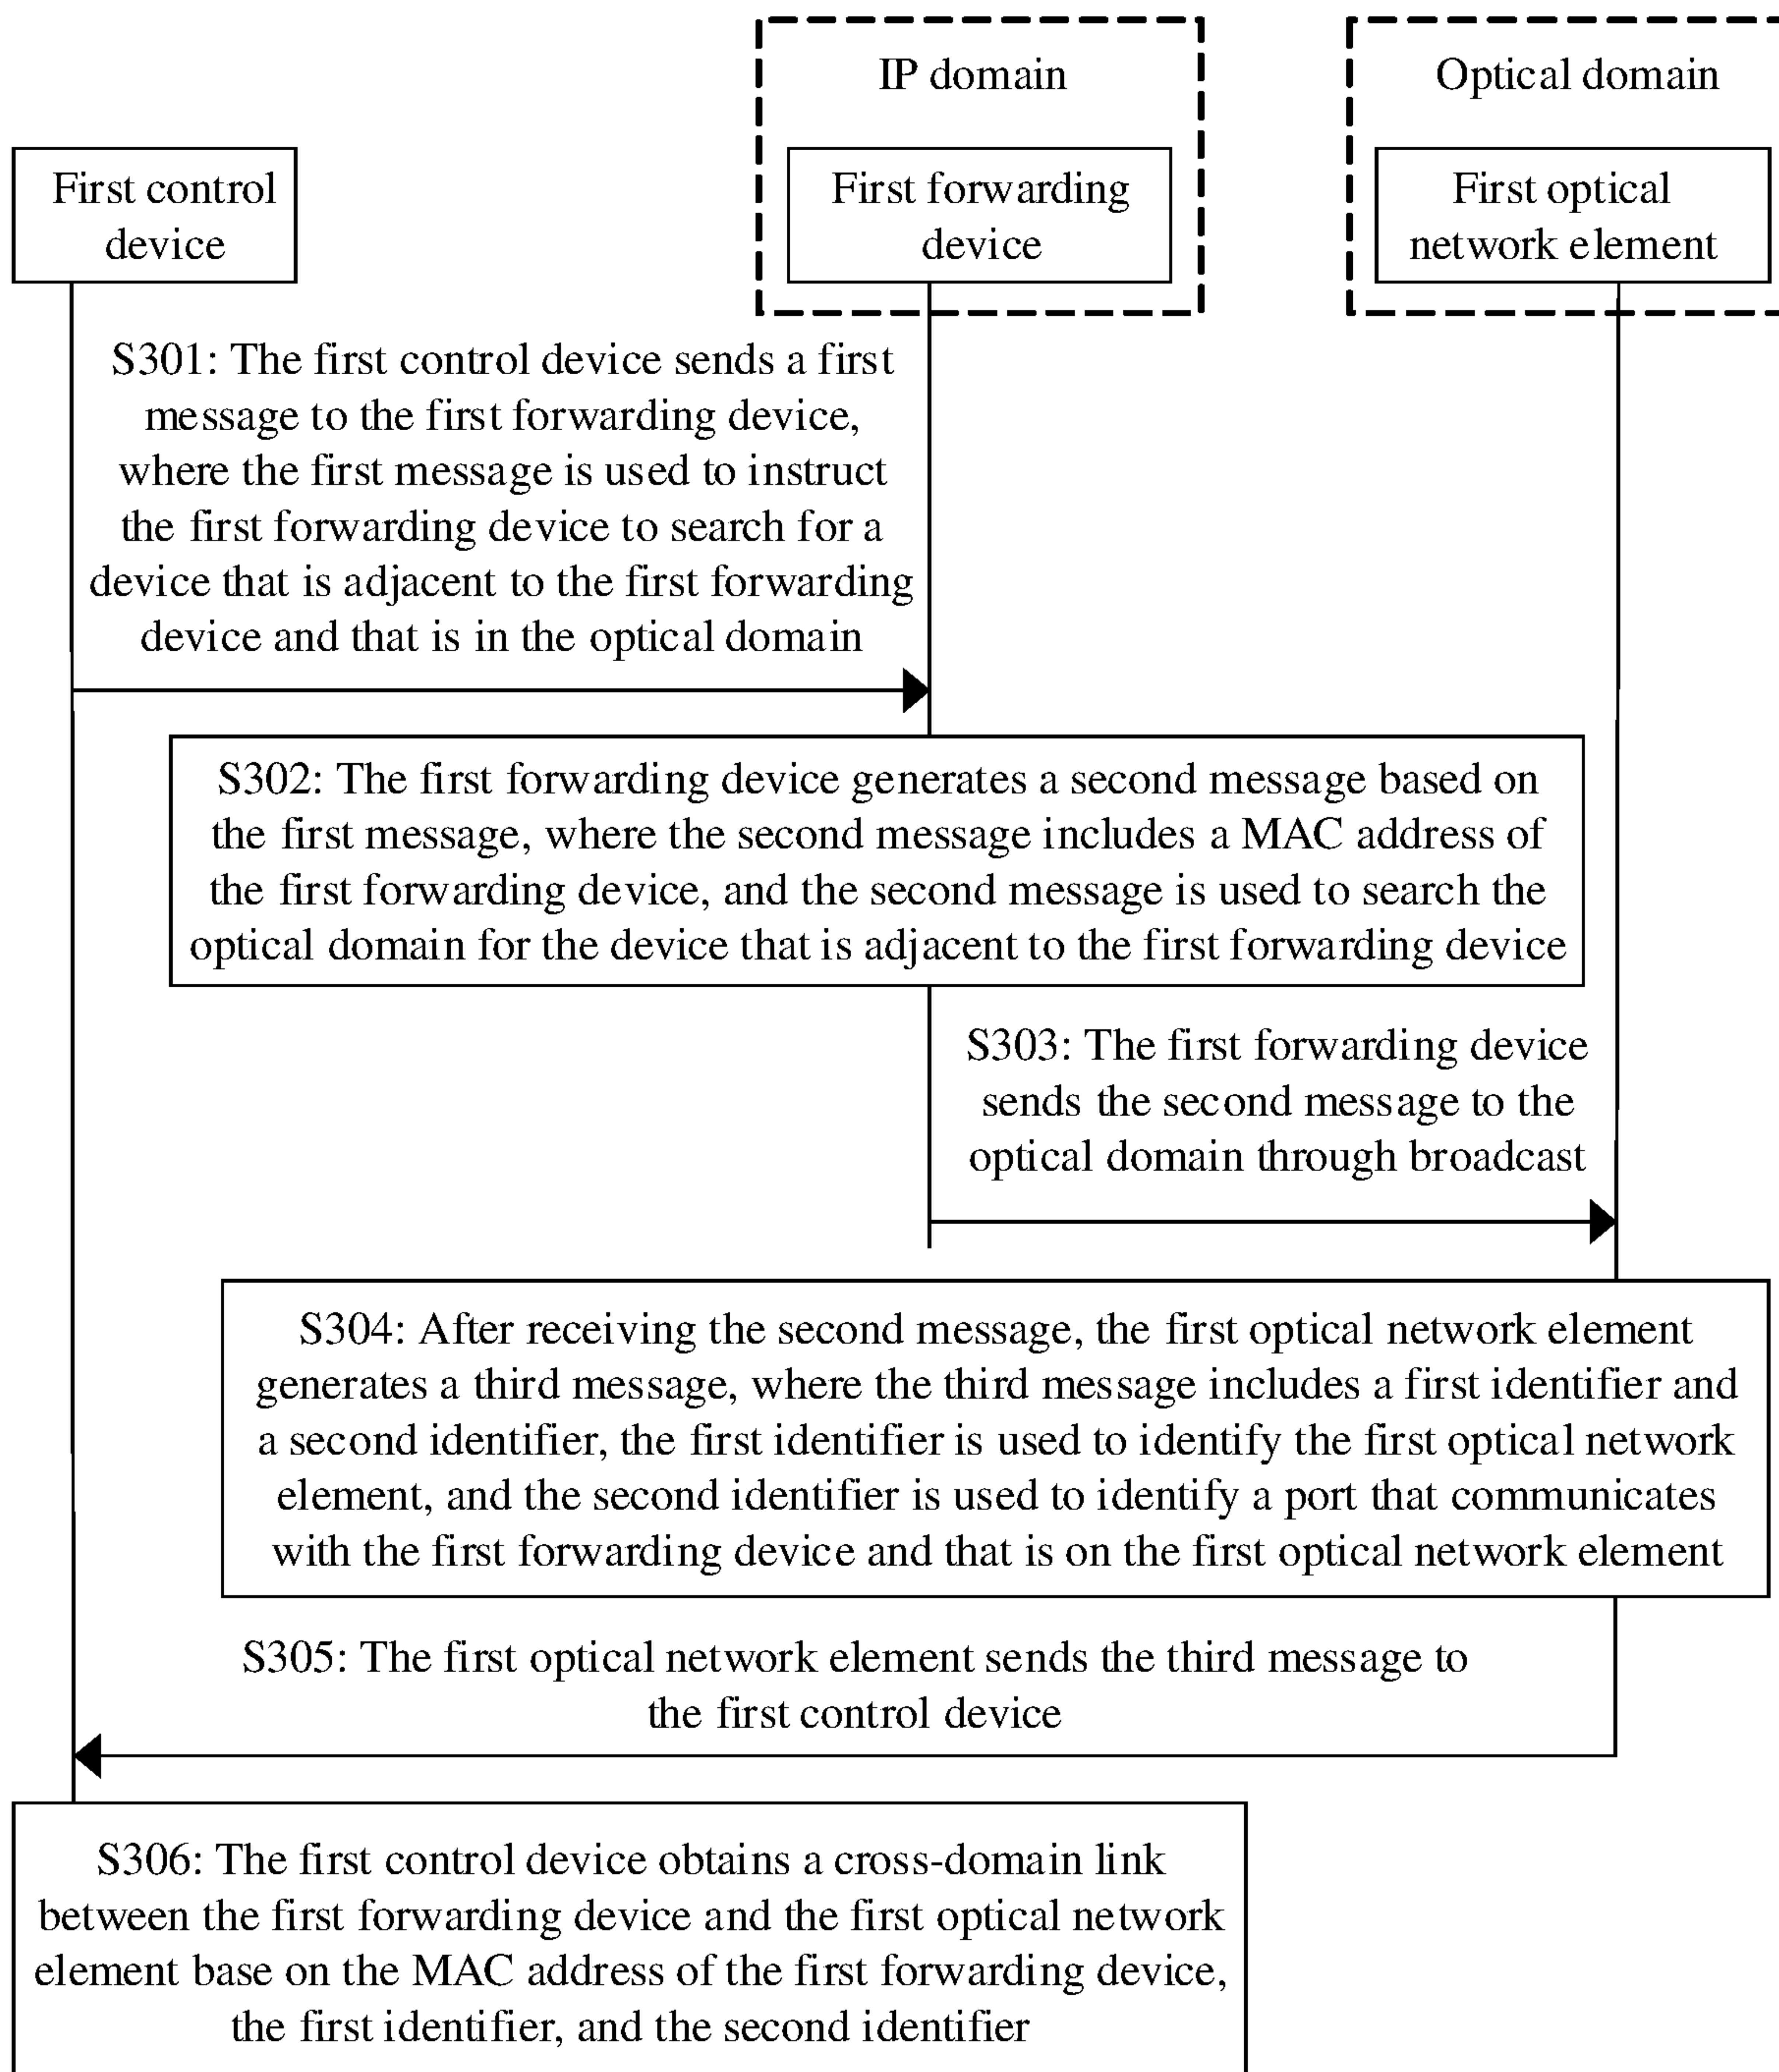 IP domain
Optical domain
First control
device
First forwarding
device
First optical
network element
S301: The first control device sends a first
message to the first forwarding device,
where the first message is used to instruct
the first forwarding device to search for a
device that is adjacent to the first forwarding
device and that is in the optical domain
S302: The first forwarding device generates a second message based on
the first message, where the second message includes a MAC address of
the first forwarding device, and the second message is used to search the
optical domain for the device that is adjacent to the first forwarding device
S303: The first forwarding device
sends the second message to the
optical domain through broadcast
S304: After receiving the second message, the first optical network element
generates a third message, where the third message includes a first identifier and
a second identifier, the first identifier is used to identify the first optical network
element, and the second identifier is used to identify a port that communicates
with the first forwarding device and that is on the first optical network element
S305: The first optical network element sends the third message to
the first control device
S306: The first control device obtains a cross-domain link
between the first forwarding device and the first optical network
element base on the MAC address of the first forwarding device,
the first identifier, and the second identifier